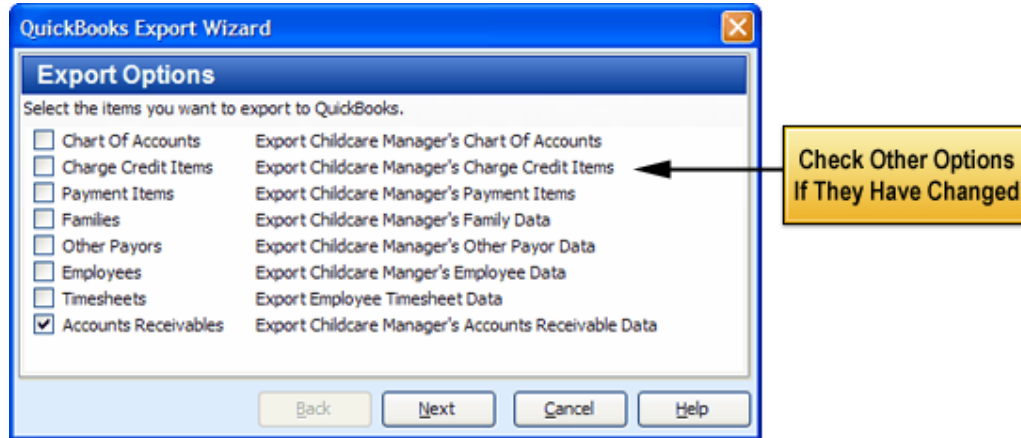 QuickBooks Export Wizard
Export Options
Select the items you want to export to QuickBooks.
Chart Of Accounts Export Childcare Manager's Chart Of Accounts
Charge Credit Items Export Childcare Manager's Charge Credit Items
Payment Items Export Childcare Manager's Payment Items
Families Export Childcare Manager's Family Data
Other Payors Export Childcare Manager's Other Payor Data
Employees Export Childcare Manger's Employee Data
Timesheets Export Employee Timesheet Data
Accounts Receivables Export Childcare Manager's Accounts Receivable Data
Back Next Cancel Help
Check Other Options
If They Have Changed